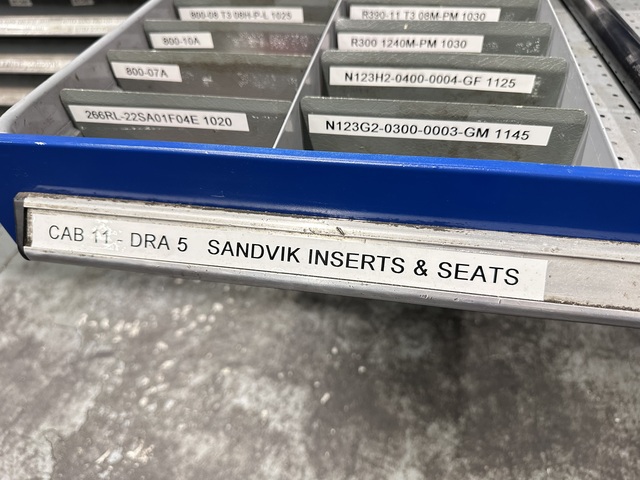 800-08 T3 08H-P-L 1025
R390-11 T3 08M-PM 1030
800-10A
R300 1240M-PM 1030
800-07A
N123H2-0400-0004-GF 1125
266RL-22SA01F04E 1020
N123G2-0300-0003-GM 1145
CAB 11 - DRA 5 SANDVIK INSERTS & SEATS